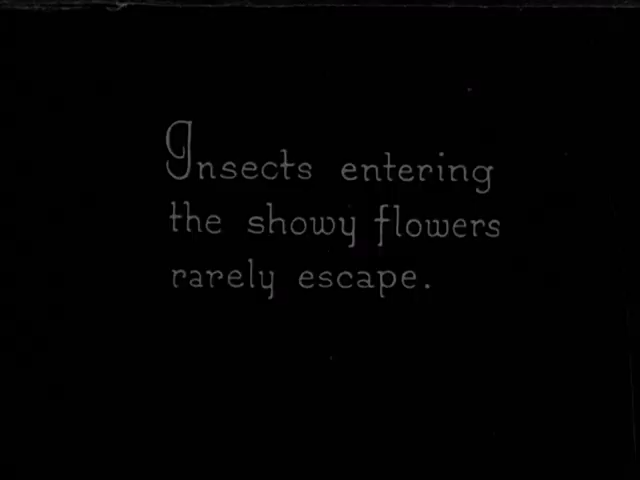 Insects entering
the showy flowers
rarely escape.